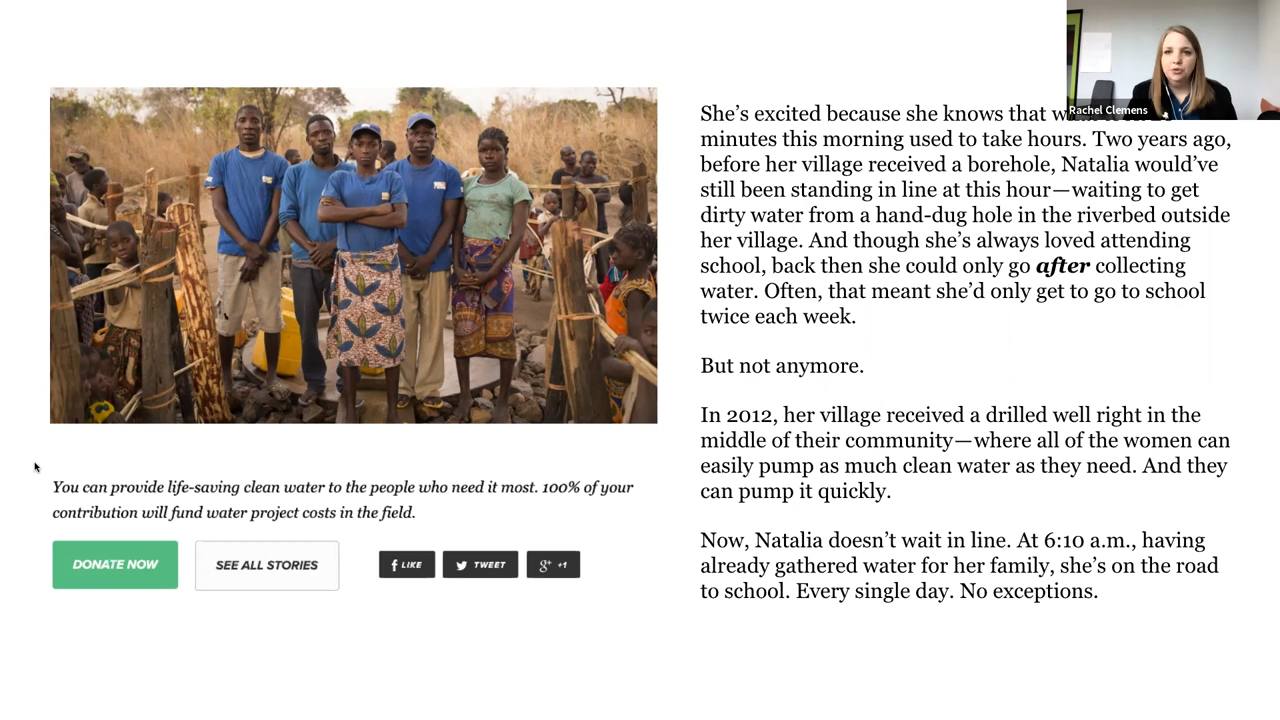 Rachel Clemens
She's excited because she knows that
minutes this morning used to take hours. Two years ago,
before her village received a borehole, Natalia would've
still been standing in line at this hour—waiting to get
dirty water from a hand-dug hole in the riverbed outside
her village. And though she's always loved attending
school, back then she could only go after collecting
water. Often, that meant she'd only get to go to school
twice each week.
But not anymore.
In 2012, her village received a drilled well right in the
middle of their community—where all of the women can
easily pump as much clean water as they need. And they
can pump it quickly.
Now, Natalia doesn't wait in line. At 6:10 a.m., having
already gathered water for her family, she's on the road
to school. Every single day. No exceptions.
You can provide life-saving clean water to the people who need it most. 100% of your
contribution will fund water project costs in the field.
DONATE NOW
SEE ALL STORIES
f LIKE
TWEET
g+ +1